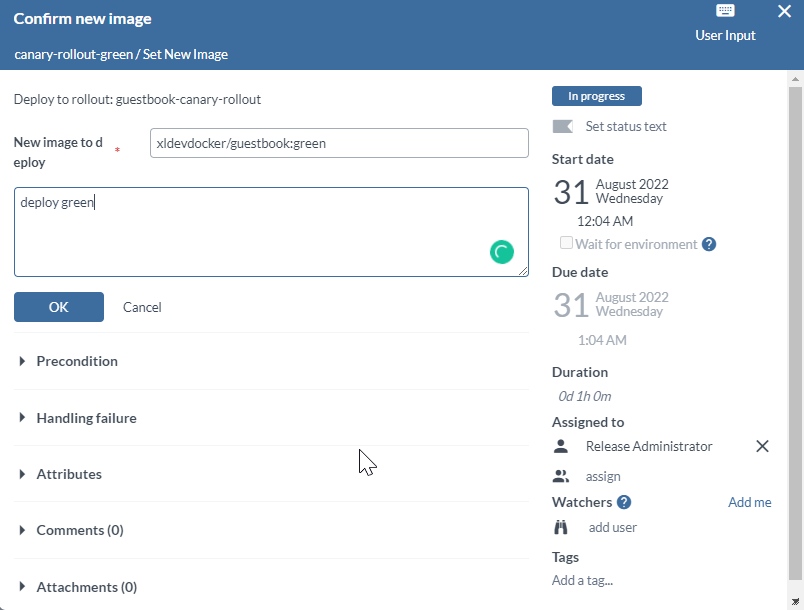 Confirm new image
User Input
canary-rollout-green / Set New Image
Deploy to rollout: guestbook-canary-rollout
New image to d
eploy
*
xldevdocker/guestbook:green
deploy green
OK
Cancel
Precondition
Handling failure
Attributes
Comments (0)
Attachments (0)
In progress
Set status text
Start date
31
August 2022
Wednesday
12:04 AM
Wait for environment ?
Due date
31
August 2022
Wednesday
1:04 AM
Duration
0d 1h 0m
Assigned to
Release Administrator
assign
Watchers ? Add me
add user
Tags
Add a tag...